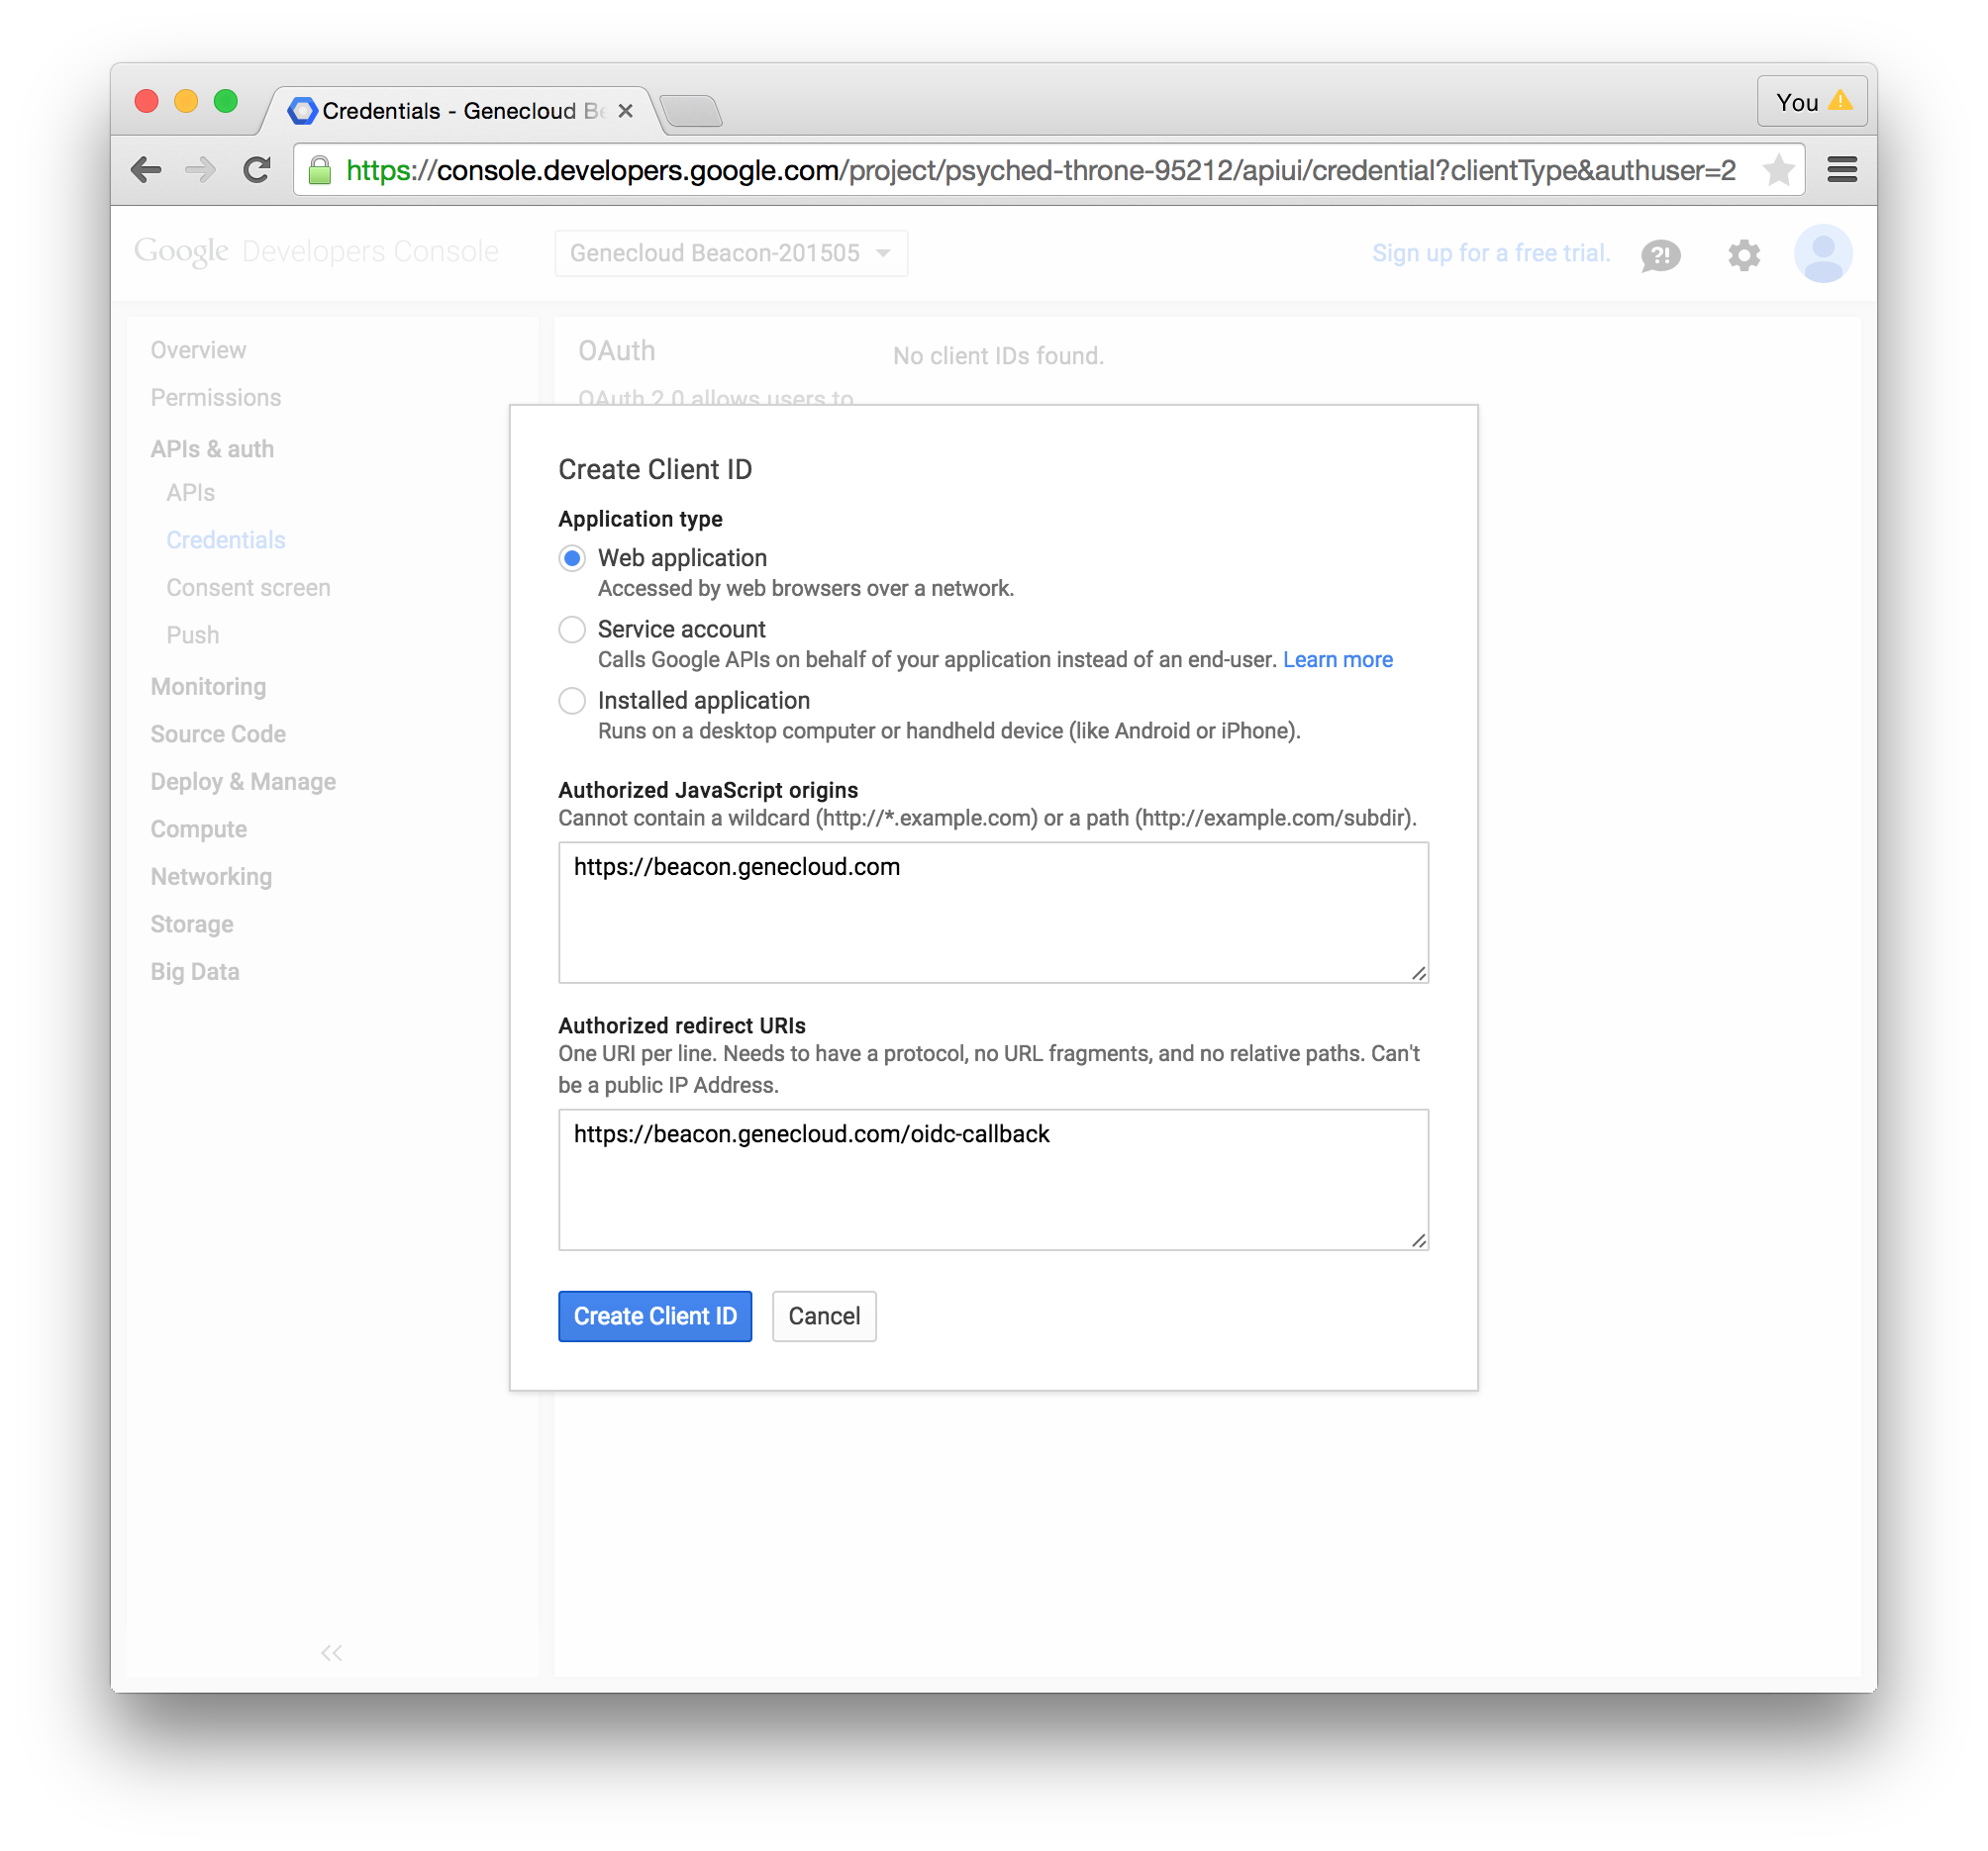 Credentials - Genecloud Be
You
https://console.developers.google.com/project/psyched-throne-95212/apiui/credential?clientType&authuser=2
Google Developers Console
Genecloud Beacon-201505
Sign up for a free trial.
Overview
Permissions
APIs & auth
APIs
Credentials
Consent screen
Push
Monitoring
Source Code
Deploy & Manage
Compute
Networking
Storage
Big Data
OAuth
No client IDs found.
OAuth 2.0 allows users to
Create Client ID
Application type
Web application
Accessed by web browsers over a network.
Service account
Calls Google APIs on behalf of your application instead of an end-user. Learn more
Installed application
Runs on a desktop computer or handheld device (like Android or iPhone).
Authorized JavaScript origins
Cannot contain a wildcard (http://*.example.com) or a path (http://example.com/subdir).
https://beacon.genecloud.com
Authorized redirect URIs
One URI per line. Needs to have a protocol, no URL fragments, and no relative paths. Can't
be a public IP Address.
https://beacon.genecloud.com/oidc-callback
Create Client ID
Cancel